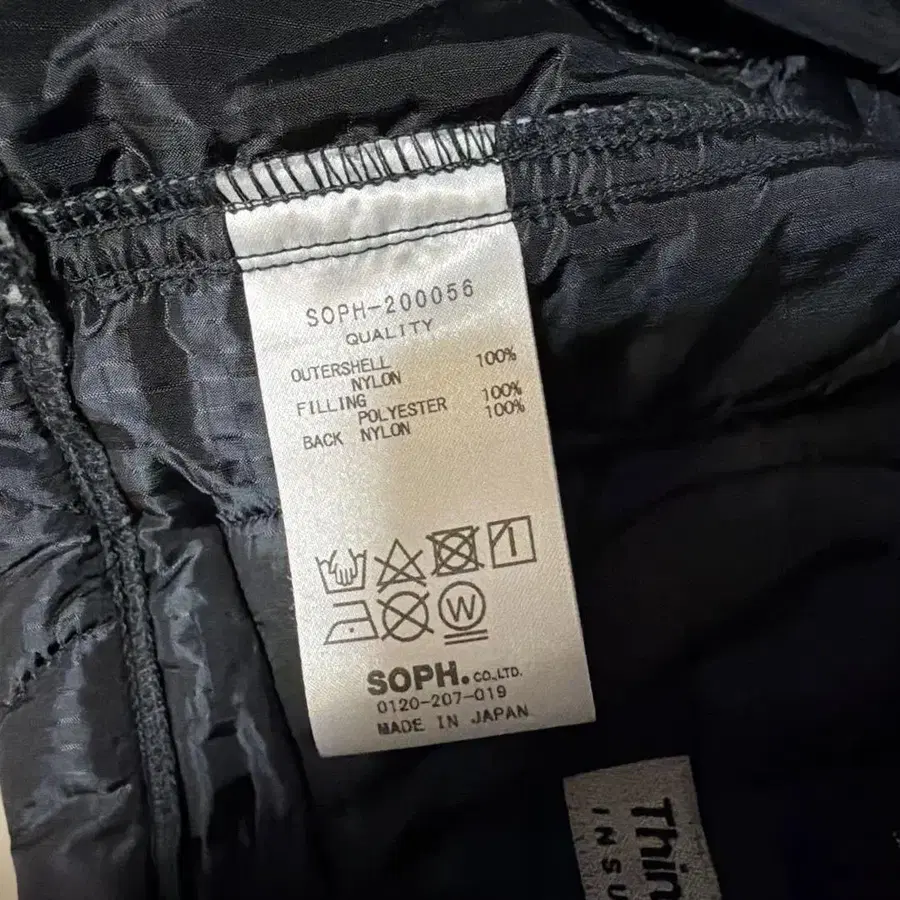 SOPH-200056
QUALITY
OUTERSHELL
NYLON 100%
FILLING
POLYESTER 100%
BACK NYLON 100%
W
SOPH. CO.,LTD.
0120-207-019
MADE IN JAPAN
Thin
INSU